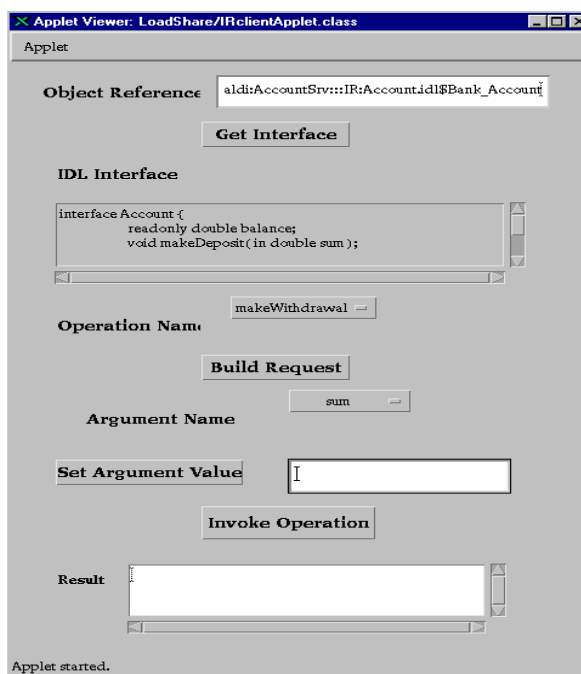 Applet Viewer: LoadShare/IRclientApplet.class
Applet
Object Reference
aldi:AccountSrv:::IR:Account.idl$Bank_Account
Get Interface
IDL Interface
interface Account {
readonly double balance;
void makeDeposit( in double sum );
makeWithdrawal
Operation Name
Build Request
sum
Argument Name
Set Argument Value
Invoke Operation
Result
Applet started.